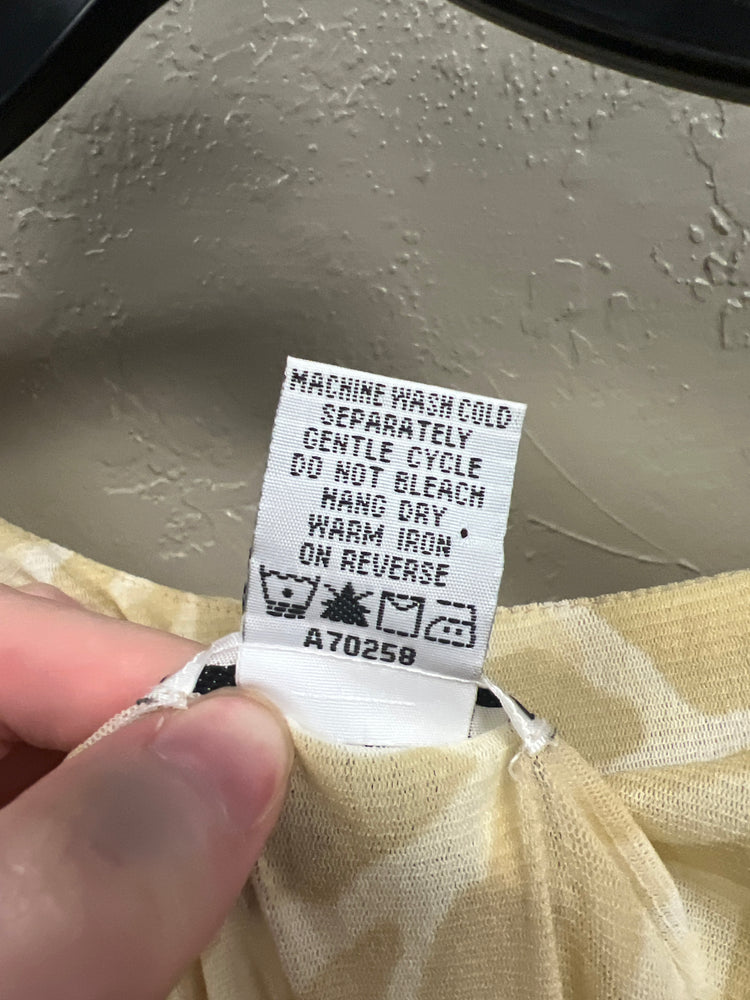 MACHINE WASH COLD
SEPARATELY
GENTLE CYCLE
DO NOT BLEACH
HANG DRY
WARM IRON
ON REVERSE
A70258